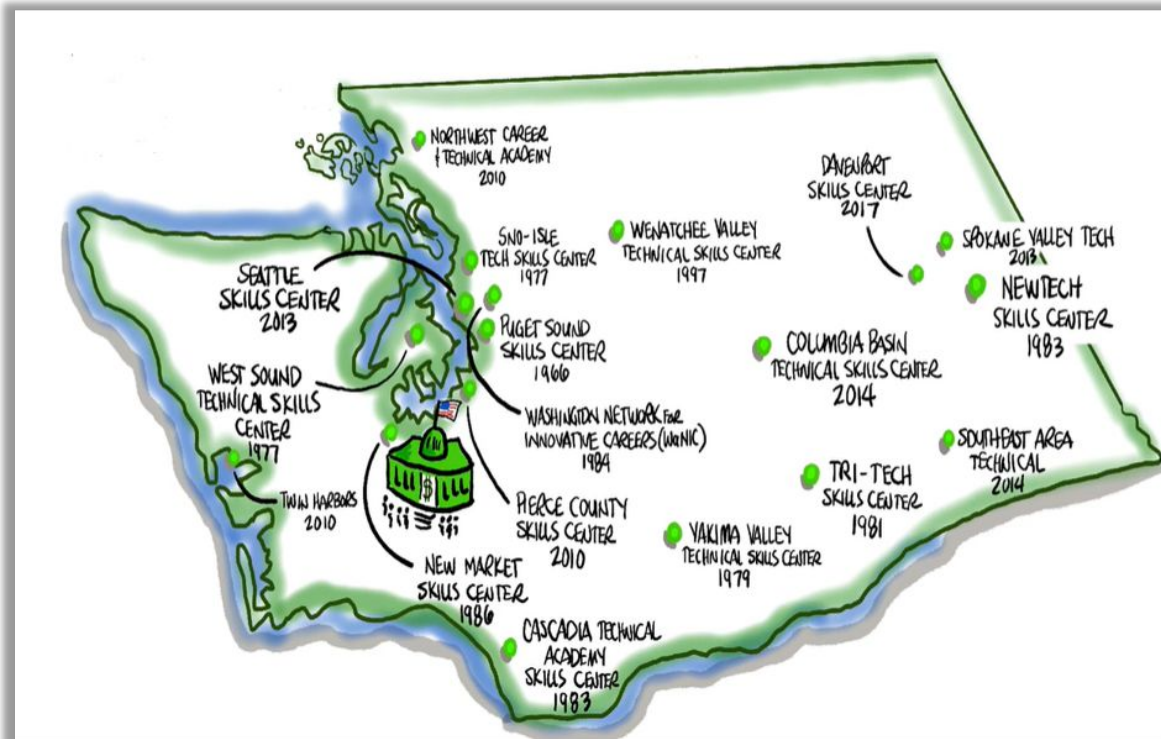 NORTHWEST CAREER
& TECHNICAL ACADEMY
2010
SNO-ISLE
TECH SKILLS CENTER
1977
SEATTLE
SKILLS CENTER
2013
WENATCHEE VALLEY
TECHNICAL SKILLS CENTER
1997
DAVENPORT
SKILLS CENTER
2017
SPOKANE VALLEY TECH
2013
NEWTECH
SKILLS CENTER
1983
PUGET SOUND
SKILLS CENTER
1966
COLUMBIA BASIN
TECHNICAL SKILLS CENTER
2014
WEST SOUND
TECHNICAL SKILLS
CENTER
1977
WASHINGTON NETWORK FOR
INNOVATIVE CAREERS (WANIC)
1984
SOUTHEAST AREA
TECHNICAL
2014
TWIN HARBORS
2010
$
TRI-TECH
SKILLS CENTER
1981
PIERCE COUNTY
SKILLS CENTER
2010
YAKIMA VALLEY
TECHNICAL SKILLS CENTER
1979
NEW MARKET
SKILLS CENTER
1986
CASCADIA TECHNICAL
ACADEMY
SKILLS CENTER
1983